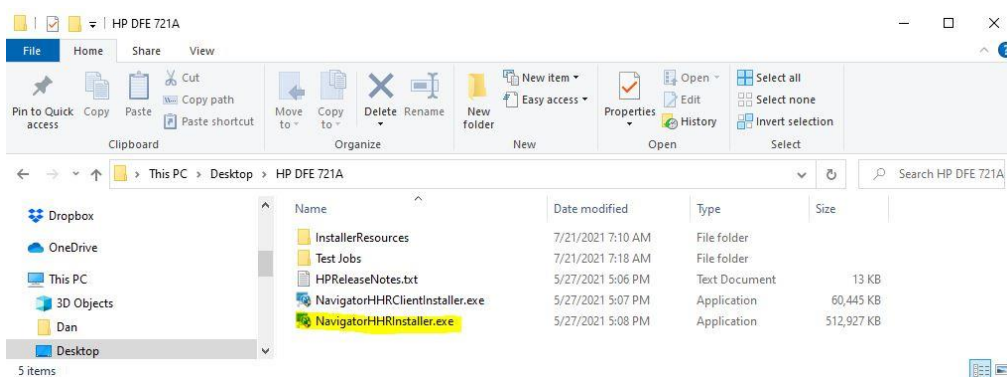 HP DFE 721A
File Home Share View
Pin to Quick access
Copy
Paste
Cut
Copy path
Paste shortcut
Clipboard
Move to
Copy to
Delete
Rename
Organize
New folder
New item
Easy access
New
Properties
Open
Edit
History
Open
Select all
Select none
Invert selection
Select
This PC > Desktop > HP DFE 721A
Search HP DFE 721A
Dropbox
OneDrive
This PC
3D Objects
Dan
Desktop
Name Date modified Type Size
InstallerResources 7/21/2021 7:10 AM File folder
Test Jobs 7/21/2021 7:18 AM File folder
HPReleaseNotes.txt 5/27/2021 5:06 PM Text Document 13 KB
NavigatorHHRClientInstaller.exe 5/27/2021 5:07 PM Application 60,445 KB
NavigatorHHRInstaller.exe 5/27/2021 5:08 PM Application 512,927 KB
5 items